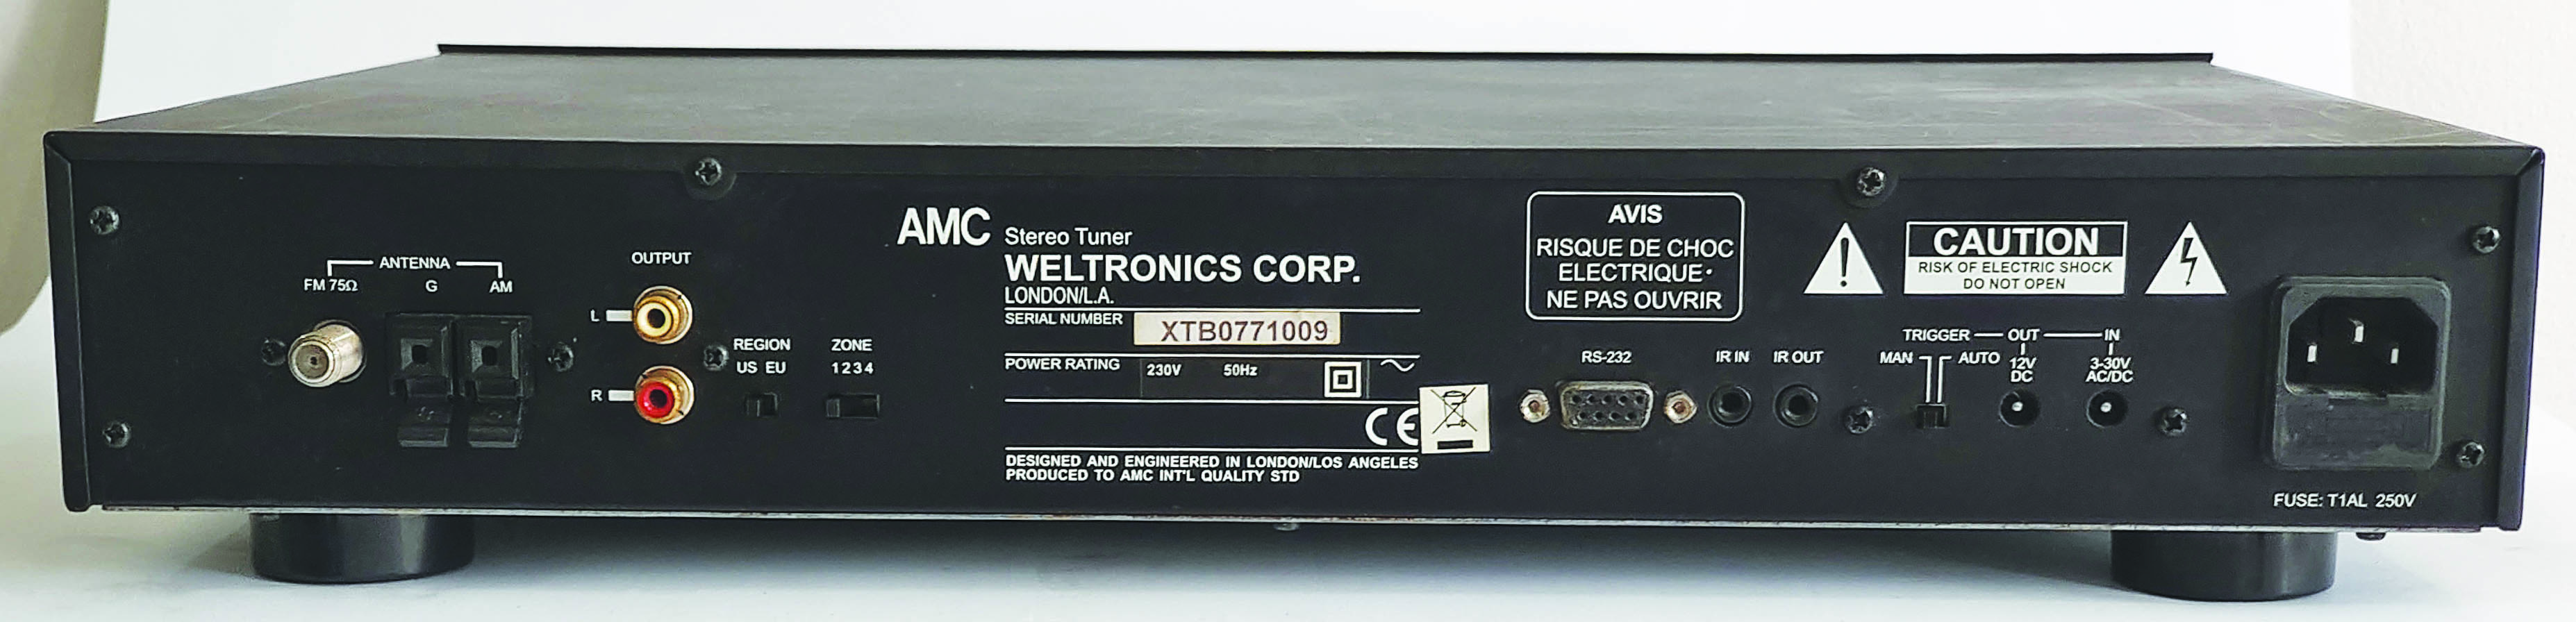 ANTENNA
FM 75Ω G AM
OUTPUT
L
R
REGION
US EU
ZONE
1 2 3 4
AMC Stereo Tuner
WELTRONICS CORP.
LONDON/L.A.
SERIAL NUMBER XTB0771009
POWER RATING 230V 50Hz
CE
DESIGNED AND ENGINEERED IN LONDON/LOS ANGELES
PRODUCED TO AMC INT'L QUALITY STD
AVIS
RISQUE DE CHOC
ELECTRIQUE•
NE PAS OUVRIR
CAUTION
RISK OF ELECTRIC SHOCK
DO NOT OPEN
RS-232
IR IN
IR OUT
TRIGGER OUT IN
MAN AUTO
12V
DC
3-30V
AC/DC
FUSE: T1AL 250V